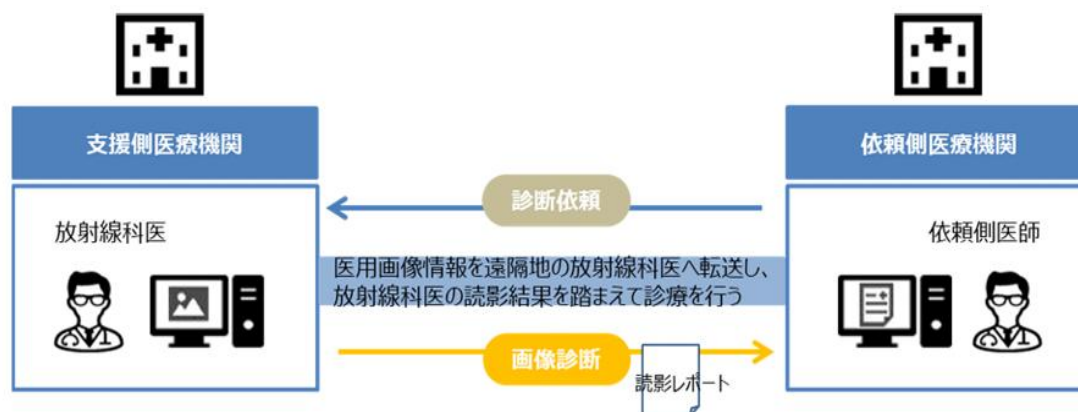 支援側医療機関
依頼側医療機関
診断依頼
放射線科医
依頼側医師
医用画像情報を遠隔地の放射線科医へ転送し、
放射線科医の読影結果を踏まえて診療を行う
画像診断
読影レポート